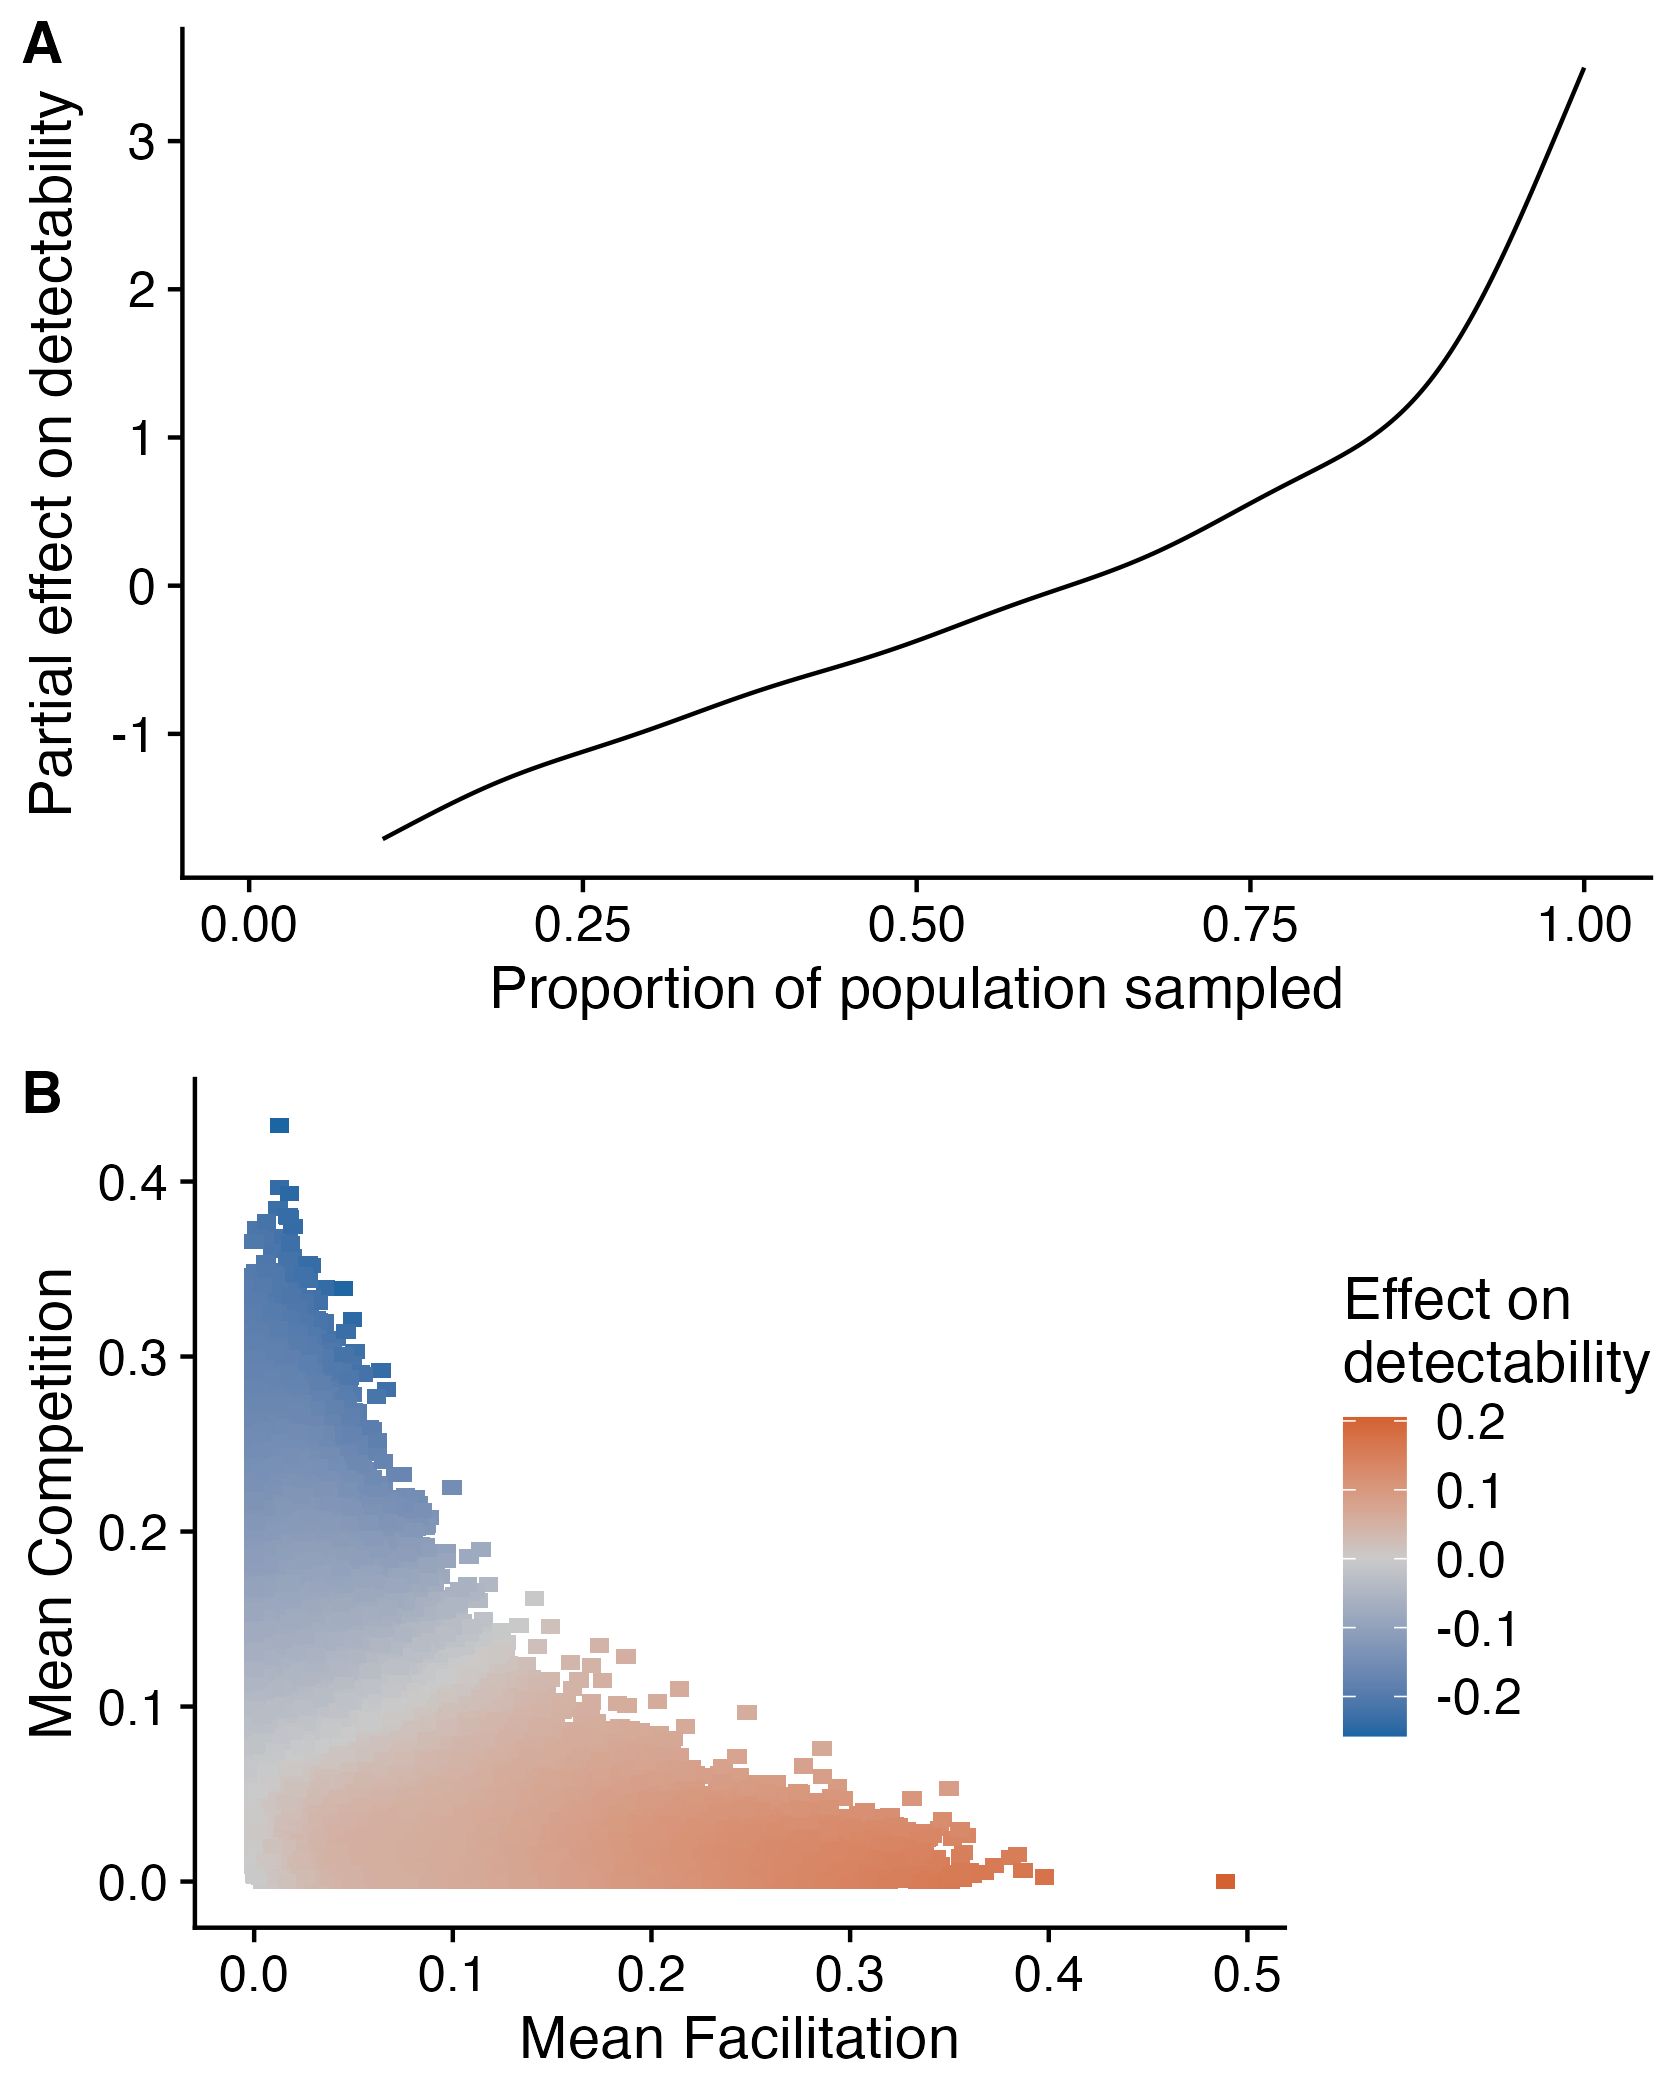 A
Partial effect on detectability
3
2
1
0
-1
0.00 0.25 0.50 0.75 1.00
Proportion of population sampled
B
Mean Competition
0.4
0.3
0.2
0.1
0.0
0.0 0.1 0.2 0.3 0.4 0.5
Mean Facilitation
Effect on
detectability
0.2
0.1
0.0
-0.1
-0.2